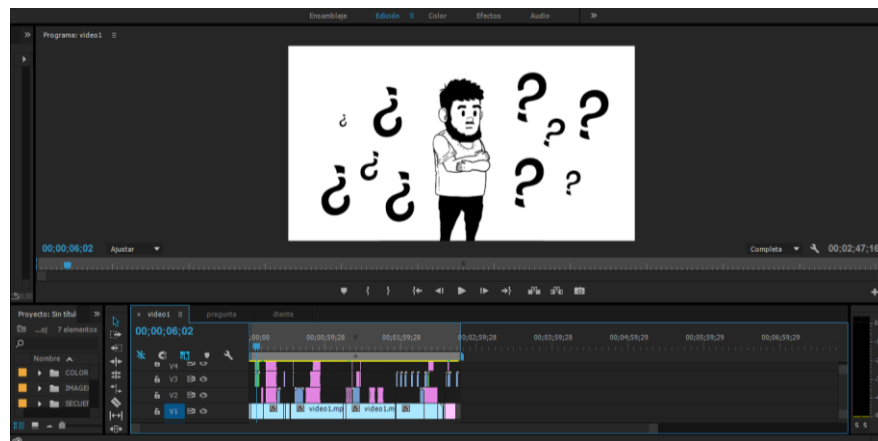 Ensamblaje Edición Color Efectos Audio
Programa: video1
¿ ¿ ¿ ¿ ¿ ¿ ? ? ? ? ?
00;00;06;02 Ajustar Completa 00;02;47;16
Proyecto: Sin títul
7 elementos
Nombre
COLOR
IMAGE
SECUE
video1 pregunta diente
00;00;06;02
;00;00 00;00;59;28 00;01;59;28 00;02;59;28 00;03;59;28 00;04;59;29 00;05;59;29 00;06;59;29
V4
V3
V2
V1 video1.mp video1.m
S S